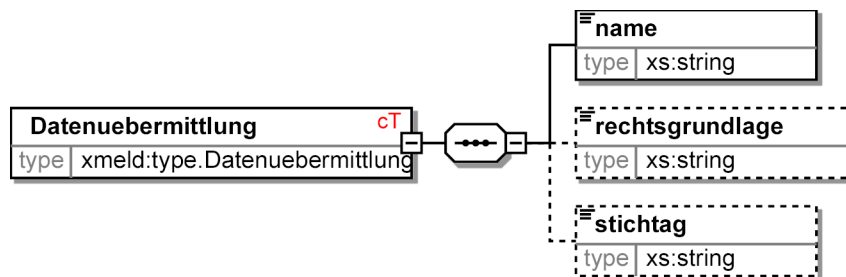 name
type xs:string
Datenuebermittlung cT
type xmeld:type.Datenuebermittlung
rechtsgrundlage
type xs:string
stichtag
type xs:string